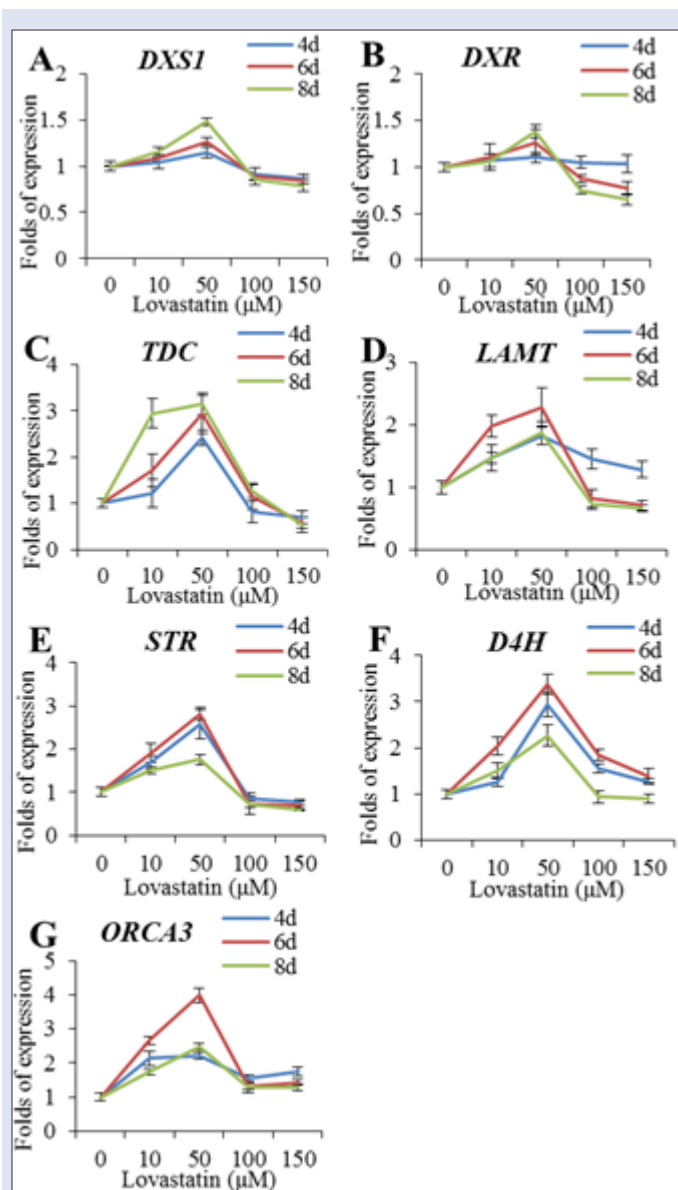 A
DXS1
4d
6d
8d
Folds of expression
2
1.5
1
0.5
0
0 10 50 100 150
Lovastatin (μM)
B
DXR
4d
6d
8d
Folds of expression
2
1.5
1
0.5
0
0 10 50 100 150
Lovastatin (μM)
C
TDC
4d
6d
8d
Folds of expression
4
3
2
1
0
0 10 50 100 150
Lovastatin (μM)
D
LAMT
4d
6d
8d
Folds of expression
3
2
1
0
0 10 50 100 150
Lovastatin (μM)
E
STR
4d
6d
8d
Folds of expression
4
3
2
1
0
0 10 50 100 150
Lovastatin (μM)
F
D4H
4d
6d
8d
Folds of expression
4
3
2
1
0
0 10 50 100 150
Lovastatin (μM)
G
ORCA3
4d
6d
8d
Folds of expression
5
4
3
2
1
0
0 10 50 100 150
Lovastatin (μM)